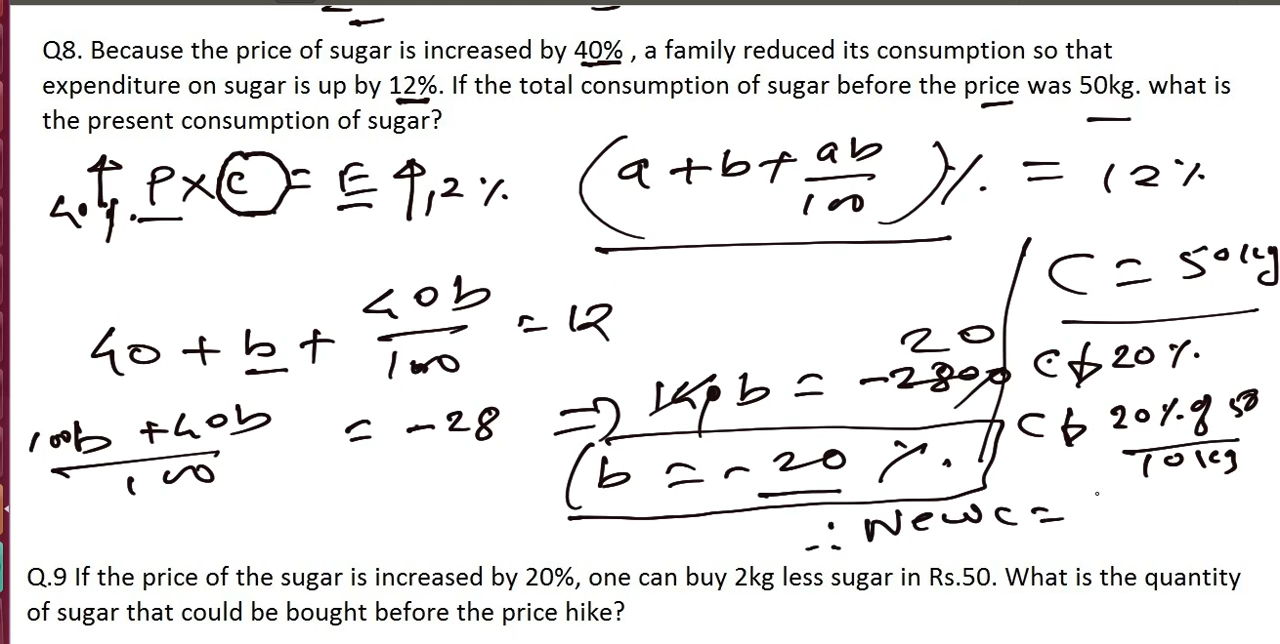 Q8. Because the price of sugar is increased by 40% , a family reduced its consumption so that
expenditure on sugar is up by 12%. If the total consumption of sugar before the price was 50kg. what is
the present consumption of sugar?
40% ↑ P × C = E ↑ 12% (a + b + ab/100)% = 12%
C = 50kg
40 + b + 40b/100 = 12
C ↓ 20%
100b + 40b/100 = -28 ⇒ 140b = -2800 20
C ↓ 20% of 50
10kg
b = -20%.
∴ New C =
Q.9 If the price of the sugar is increased by 20%, one can buy 2kg less sugar in Rs.50. What is the quantity
of sugar that could be bought before the price hike?